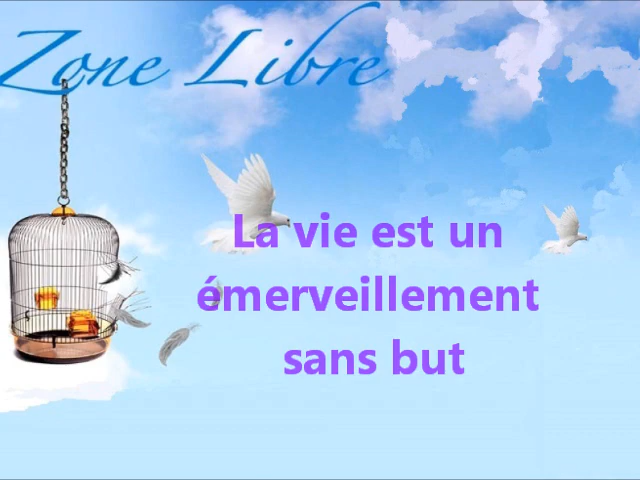 Zone Libre
La vie est un
émerveillement
sans but